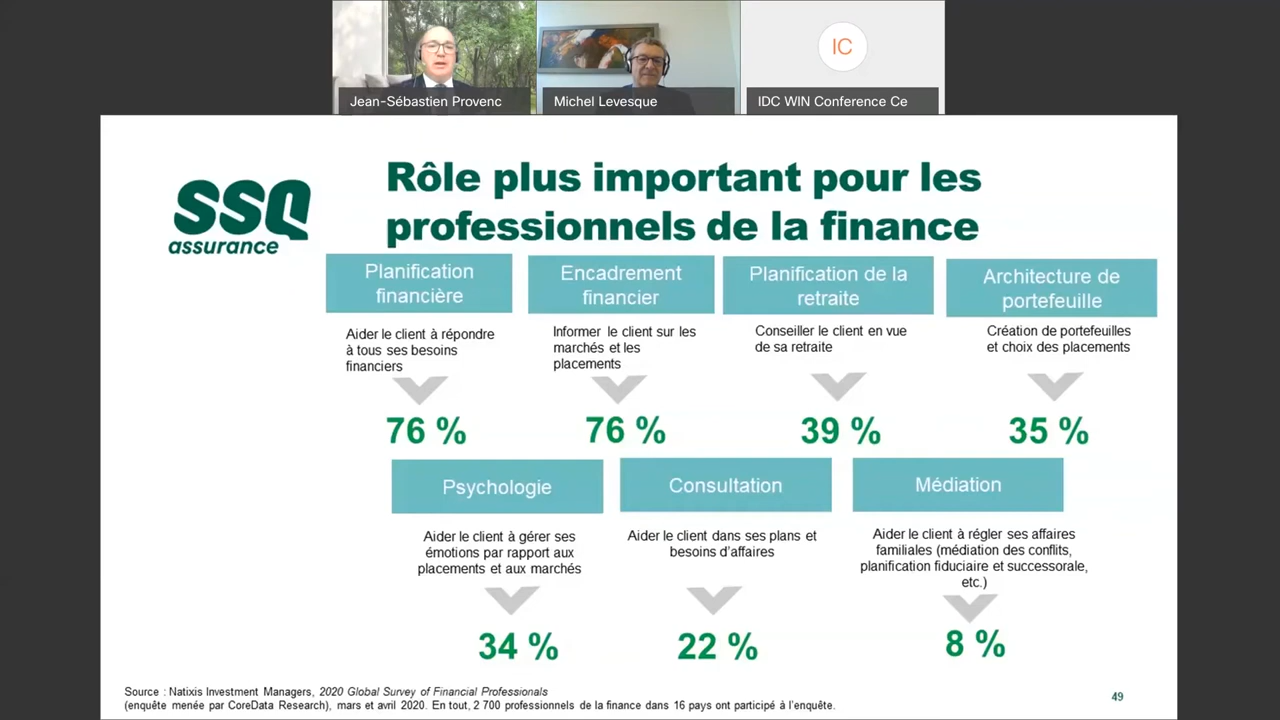 Jean-Sébastien Provenc
Michel Levesque
IC
IDC WIN Conference Ce
SSQ
assurance
Rôle plus important pour les
professionnels de la finance
Planification
financière
Aider le client à répondre
à tous ses besoins
financiers
76 %
Encadrement
financier
Informer le client sur les
marchés et les
placements
76 %
Planification de la
retraite
Conseiller le client en vue
de sa retraite
39 %
Architecture de
portefeuille
Création de portefeuilles
et choix des placements
35 %
Psychologie
Aider le client à gérer ses
émotions par rapport aux
placements et aux marchés
34 %
Consultation
Aider le client dans ses plans et
besoins d'affaires
22 %
Médiation
Aider le client à régler ses affaires
familiales (médiation des conflits,
planification fiduciaire et successorale,
etc.)
8 %
Source : Natixis Investment Managers, 2020 Global Survey of Financial Professionals
(enquête menée par CoreData Research), mars et avril 2020. En tout, 2 700 professionnels de la finance dans 16 pays ont participé à l'enquête.
49